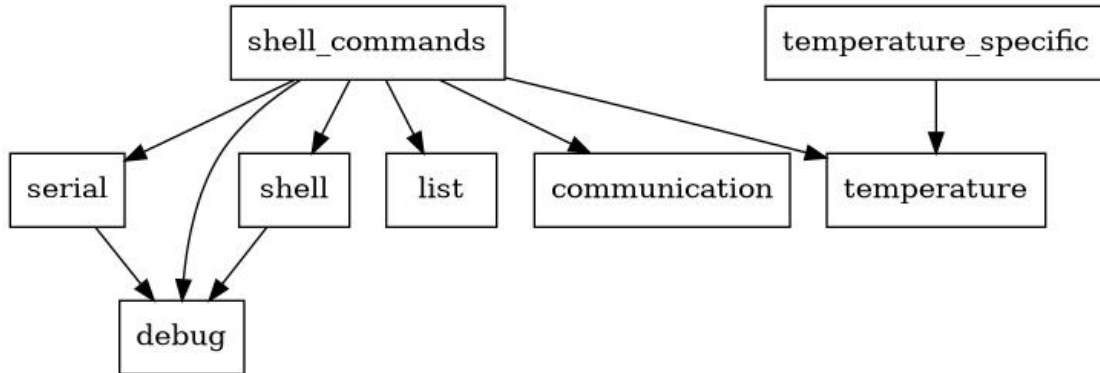 shell_commands
temperature_specific
serial
shell
list
communication
temperature
debug